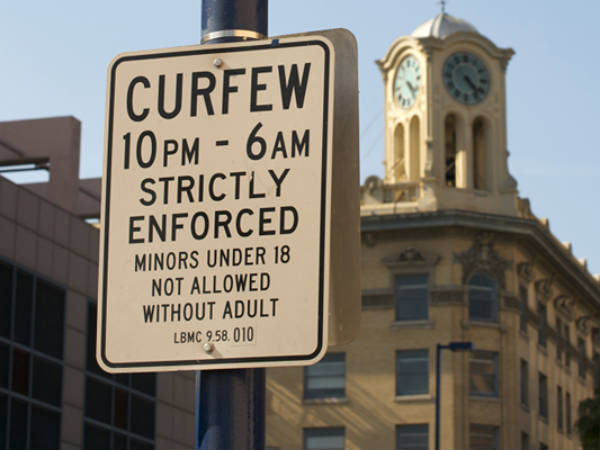 CURFEW
10PM - 6AM
STRICTLY
ENFORCED
MINORS UNDER 18
NOT ALLOWED
WITHOUT ADULT
LBMC 9.58.010